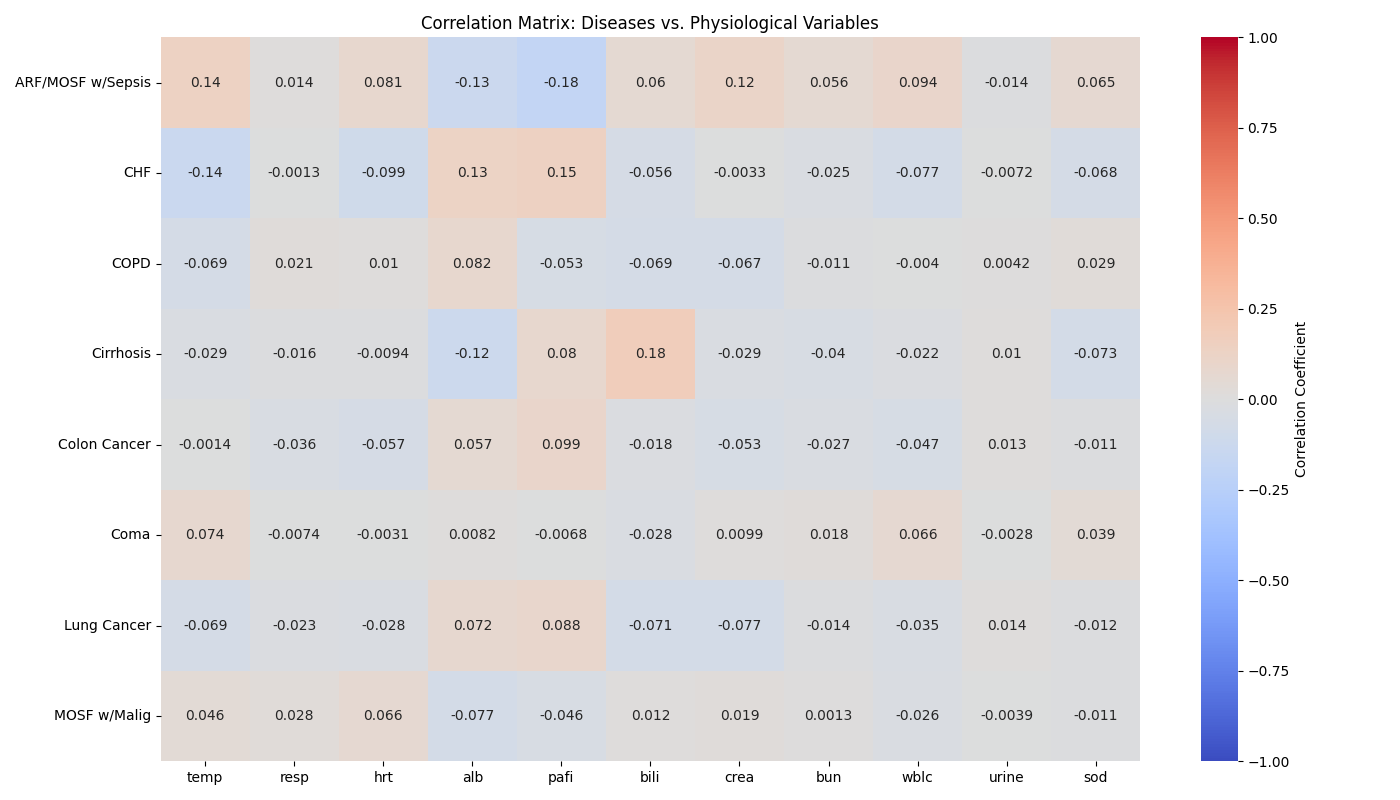 Correlation Matrix: Diseases vs. Physiological Variables
ARF/MOSF w/Sepsis 0.14 0.014 0.081 -0.13 -0.18 0.06 0.12 0.056 0.094 -0.014 0.065
CHF -0.14 -0.0013 -0.099 0.13 0.15 -0.056 -0.0033 -0.025 -0.077 -0.0072 -0.068
COPD -0.069 0.021 0.01 0.082 -0.053 -0.069 -0.067 -0.011 -0.004 0.0042 0.029
Cirrhosis -0.029 -0.016 -0.0094 -0.12 0.08 0.18 -0.029 -0.04 -0.022 0.01 -0.073
Colon Cancer -0.0014 -0.036 -0.057 0.057 0.099 -0.018 -0.053 -0.027 -0.047 0.013 -0.011
Coma 0.074 -0.0074 -0.0031 0.0082 -0.0068 -0.028 0.0099 0.018 0.066 -0.0028 0.039
Lung Cancer -0.069 -0.023 -0.028 0.072 0.088 -0.071 -0.077 -0.014 -0.035 0.014 -0.012
MOSF w/Malig 0.046 0.028 0.066 -0.077 -0.046 0.012 0.019 0.0013 -0.026 -0.0039 -0.011
temp resp hrt alb pafi bili crea bun wblc urine sod
1.00
0.75
0.50
0.25
0.00
−0.25
−0.50
−0.75
−1.00
Correlation Coefficient